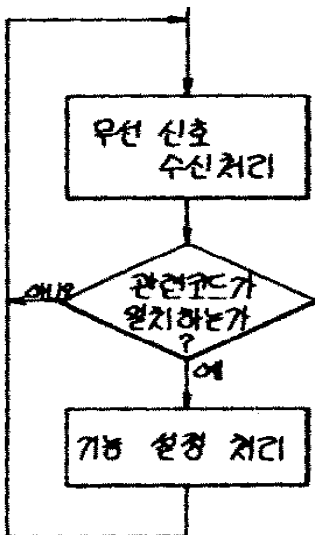 무선 신호
수신처리
관련코드가
일치하는가
?
아니오
예
기능 설정 처리